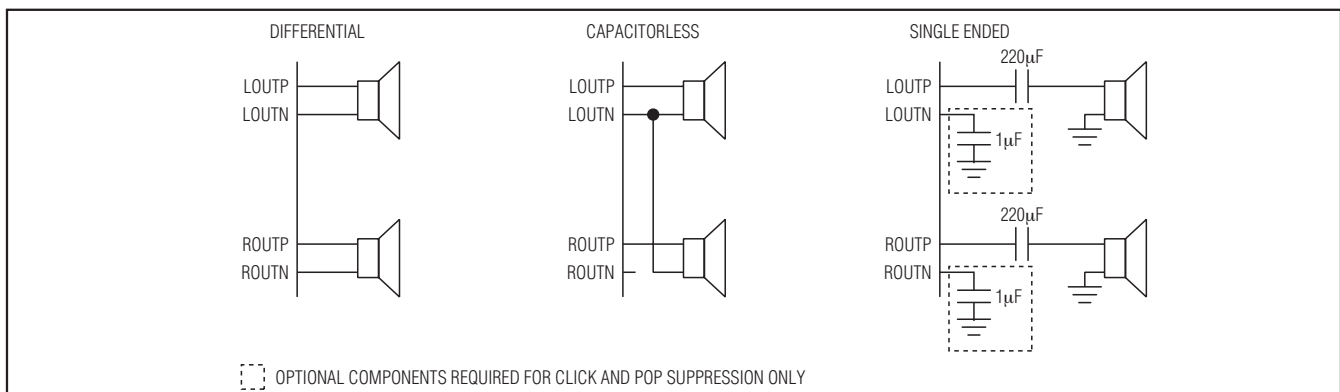 DIFFERENTIAL
LOUTP
LOUTN
ROUTP
ROUTN
CAPACITORLESS
LOUTP
LOUTN
ROUTP
ROUTN
SINGLE ENDED
220μF
LOUTP
LOUTN
1μF
220μF
ROUTP
ROUTN
1μF
OPTIONAL COMPONENTS REQUIRED FOR CLICK AND POP SUPPRESSION ONLY